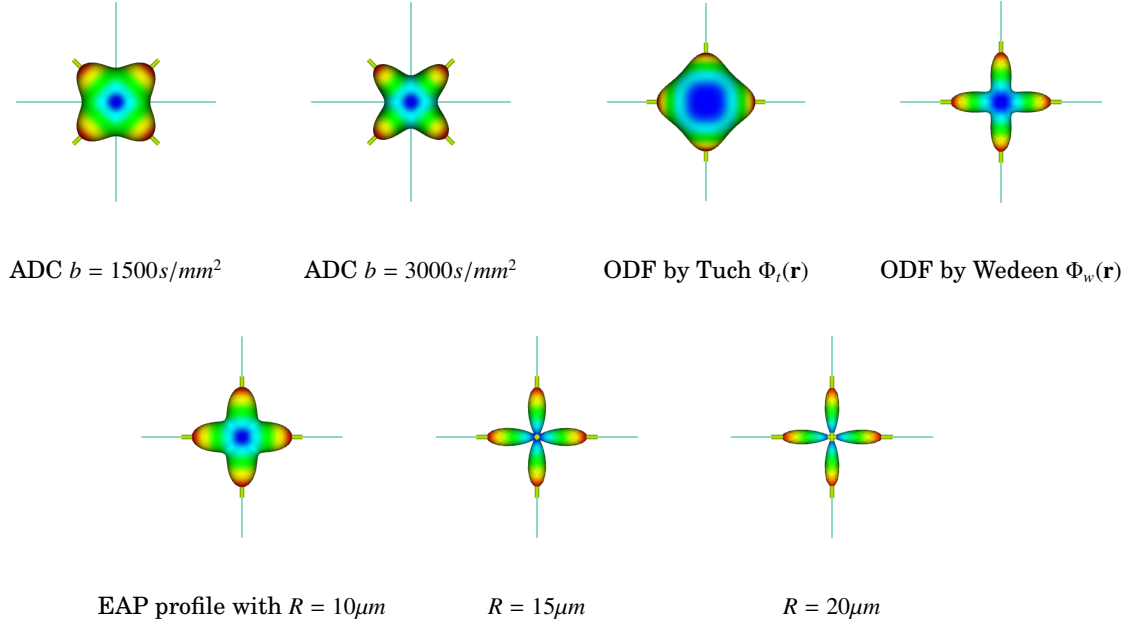 ADC b = 1500s/mm² ADC b = 3000s/mm² ODF by Tuch Φₜ(r) ODF by Wedeen Φ_w(r)
EAP profile with R = 10μm R = 15μm R = 20μm